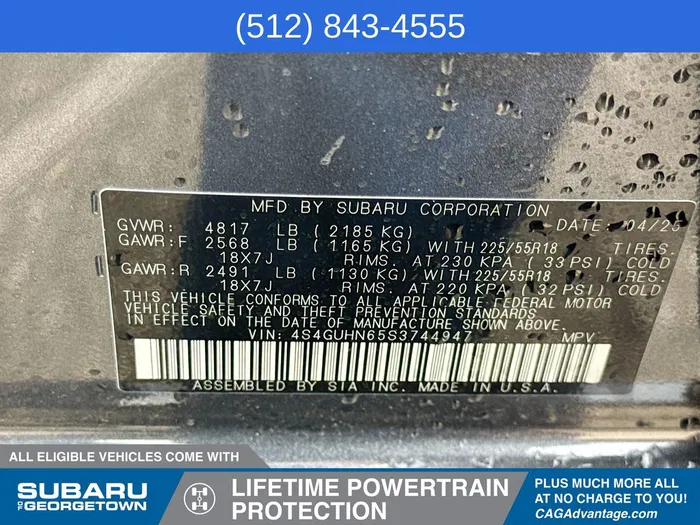 (512) 843-4555
MFD BY SUBARU CORPORATION
GVWR: 4817 LB (2185 KG) DATE: 04/25
GAWR:F 2568 LB (1165 KG) WITH 225/55R18 TIRES.
18X7J RIMS. AT 230 KPA (33 PSI) COLD
GAWR:R 2491 LB (1130 KG) WITH 225/55R18 TIRES.
18X7J RIMS. AT 220 KPA (32 PSI) COLD
THIS VEHICLE CONFORMS TO ALL APPLICABLE FEDERAL MOTOR
VEHICLE SAFETY AND THEFT PREVENTION STANDARDS
IN EFFECT ON THE DATE OF MANUFACTURE SHOWN ABOVE.
VIN: 4S4GUHN65S3744947 MPV
ASSEMBLED BY SIA INC. MADE IN U.S.A.
ALL ELIGIBLE VEHICLES COME WITH
SUBARU
OF GEORGETOWN
LIFETIME POWERTRAIN
PROTECTION
PLUS MUCH MORE ALL
AT NO CHARGE TO YOU!
CAGAdvantage.com